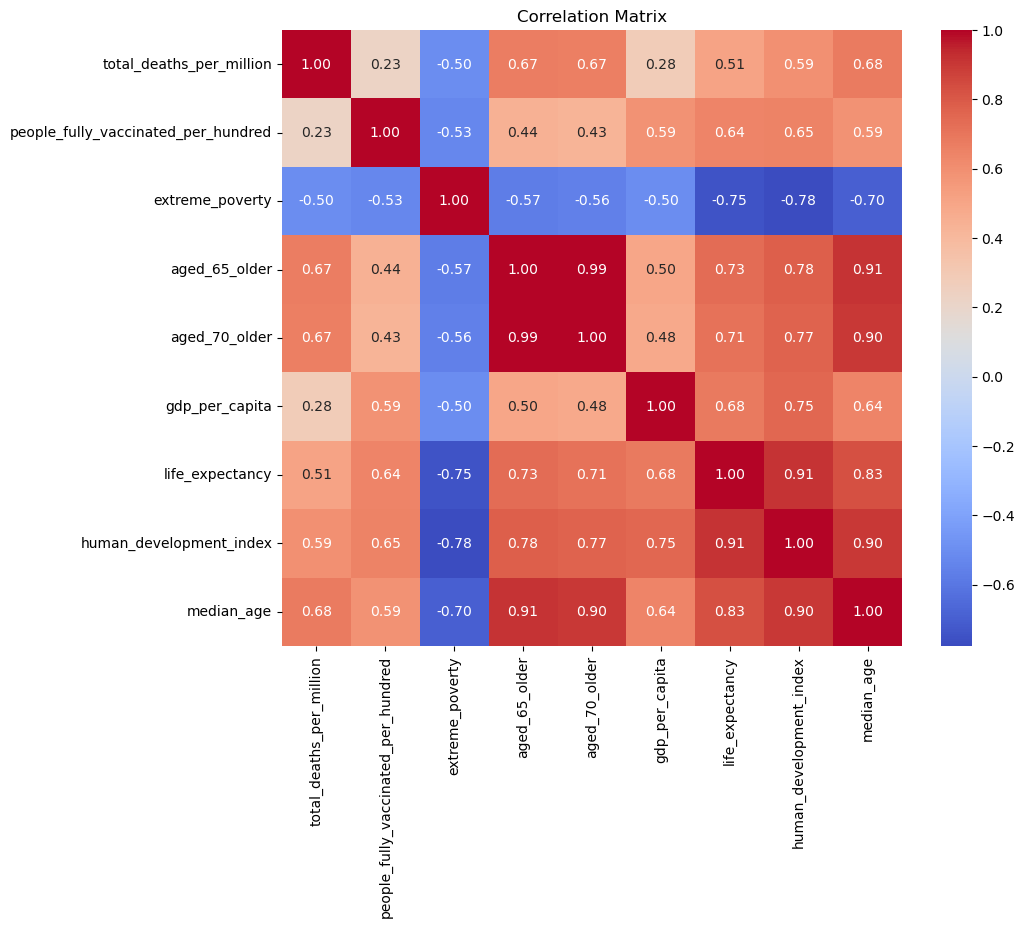 Correlation Matrix
total_deaths_per_million 1.00 0.23 -0.50 0.67 0.67 0.28 0.51 0.59 0.68
people_fully_vaccinated_per_hundred 0.23 1.00 -0.53 0.44 0.43 0.59 0.64 0.65 0.59
extreme_poverty -0.50 -0.53 1.00 -0.57 -0.56 -0.50 -0.75 -0.78 -0.70
aged_65_older 0.67 0.44 -0.57 1.00 0.99 0.50 0.73 0.78 0.91
aged_70_older 0.67 0.43 -0.56 0.99 1.00 0.48 0.71 0.77 0.90
gdp_per_capita 0.28 0.59 -0.50 0.50 0.48 1.00 0.68 0.75 0.64
life_expectancy 0.51 0.64 -0.75 0.73 0.71 0.68 1.00 0.91 0.83
human_development_index 0.59 0.65 -0.78 0.78 0.77 0.75 0.91 1.00 0.90
median_age 0.68 0.59 -0.70 0.91 0.90 0.64 0.83 0.90 1.00
total_deaths_per_million
people_fully_vaccinated_per_hundred
extreme_poverty
aged_65_older
aged_70_older
gdp_per_capita
life_expectancy
human_development_index
median_age
1.0
0.8
0.6
0.4
0.2
0.0
−0.2
−0.4
−0.6